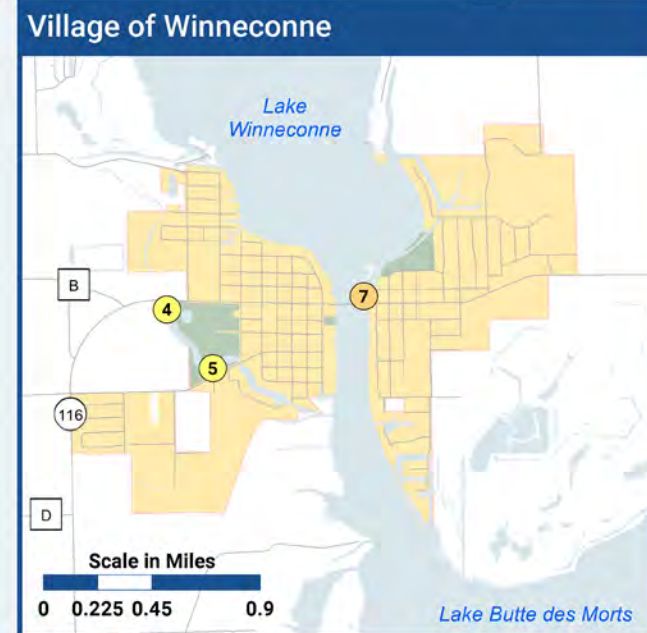 Village of Winneconne
Lake
Winneconne
B
4
7
5
116
D
Scale in Miles
0 0.225 0.45 0.9
Lake Butte des Morts